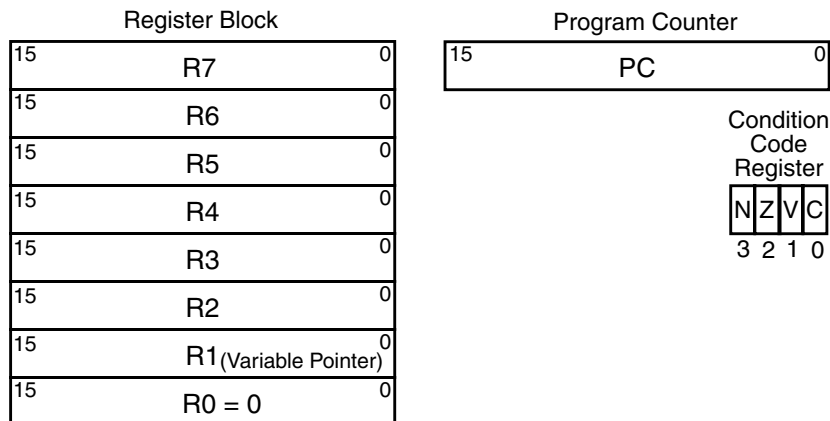 Register Block
15 R7 0
15 R6 0
15 R5 0
15 R4 0
15 R3 0
15 R2 0
15 R1(Variable Pointer) 0
15 R0 = 0 0
Program Counter
15 PC 0
Condition
Code
Register
N Z V C
3 2 1 0